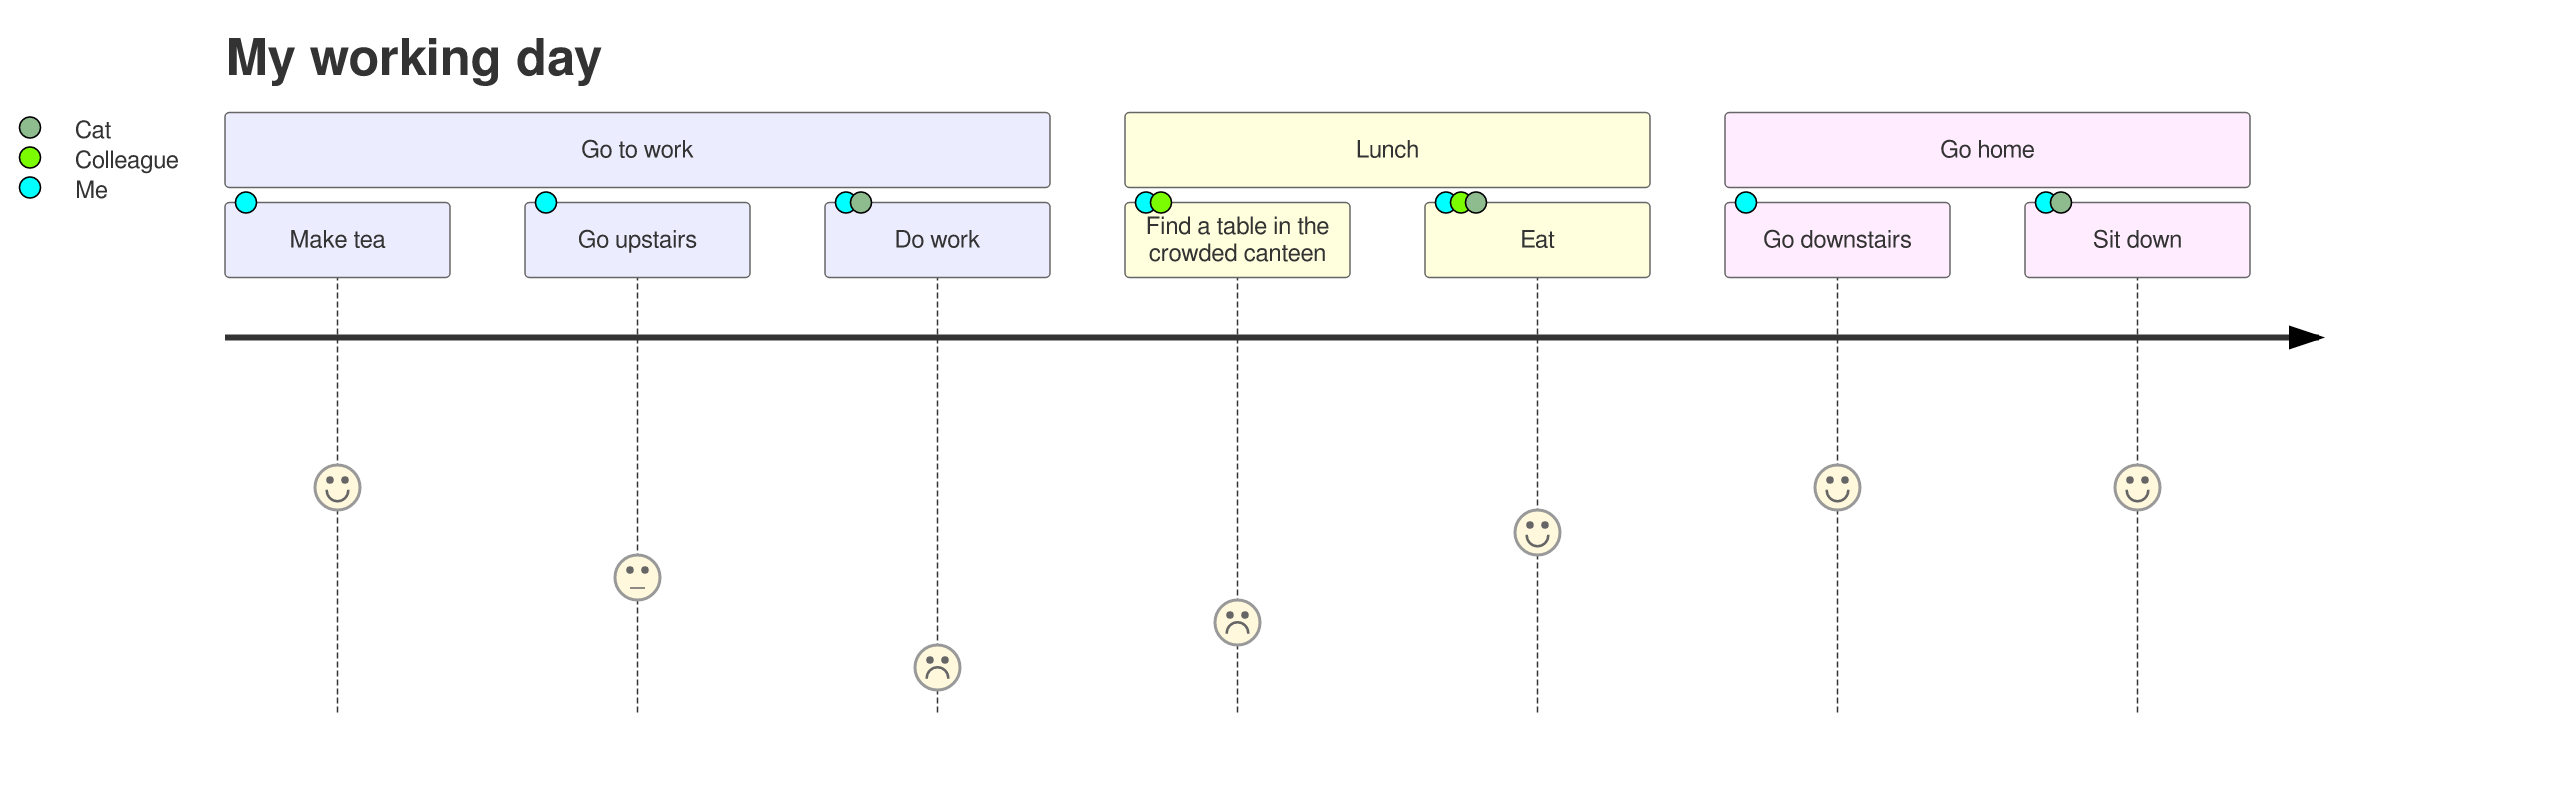 My working day
Cat
Colleague
Me
Go to work
Lunch
Go home
Make tea
Go upstairs
Do work
Find a table in the
crowded canteen
Eat
Go downstairs
Sit down